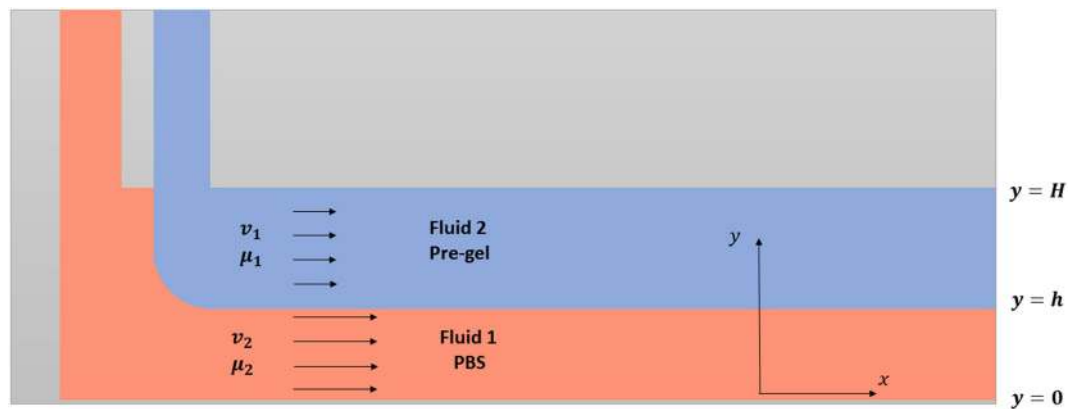 y = H
v₁
Fluid 2
y
μ₁
Pre-gel
y = h
v₂
Fluid 1
μ₂
PBS
x
y = 0